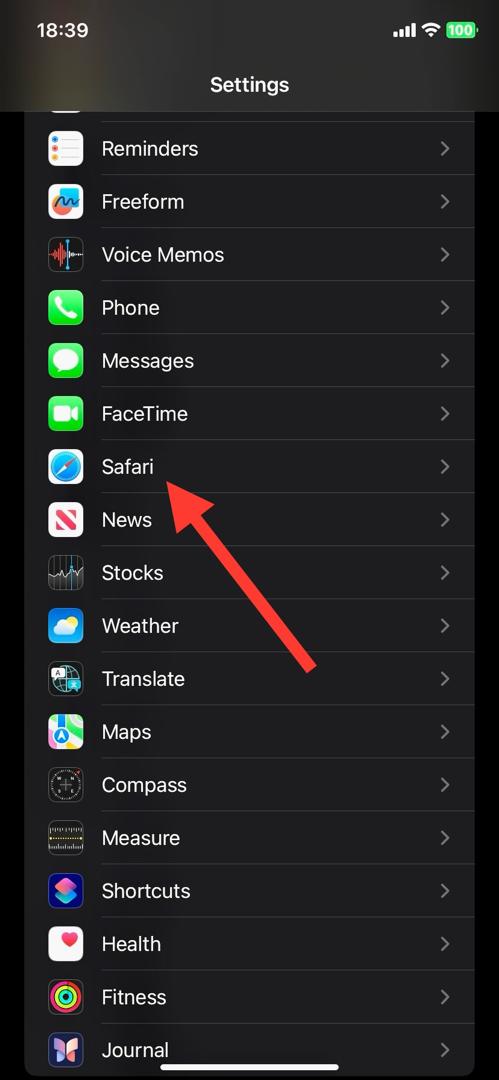 18:39
100
Settings
Reminders
Freeform
Voice Memos
Phone
Messages
FaceTime
Safari
News
Stocks
Weather
Translate
Maps
Compass
Measure
Shortcuts
Health
Fitness
Journal